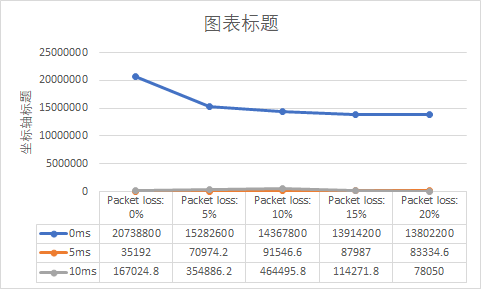 图表标题
坐标轴标题
25000000
20000000
15000000
10000000
5000000
0
Packet loss: 0% Packet loss: 5% Packet loss: 10% Packet loss: 15% Packet loss: 20%
0ms 20738800 15282600 14367800 13914200 13802200
5ms 35192 70974.2 91546.6 87987 83334.6
10ms 167024.8 354886.2 464495.8 114271.8 78050